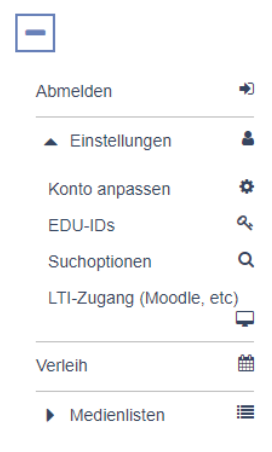 Abmelden
Einstellungen
Konto anpassen
EDU-IDs
Suchoptionen
LTI-Zugang (Moodle, etc)
Verleih
Medienlisten